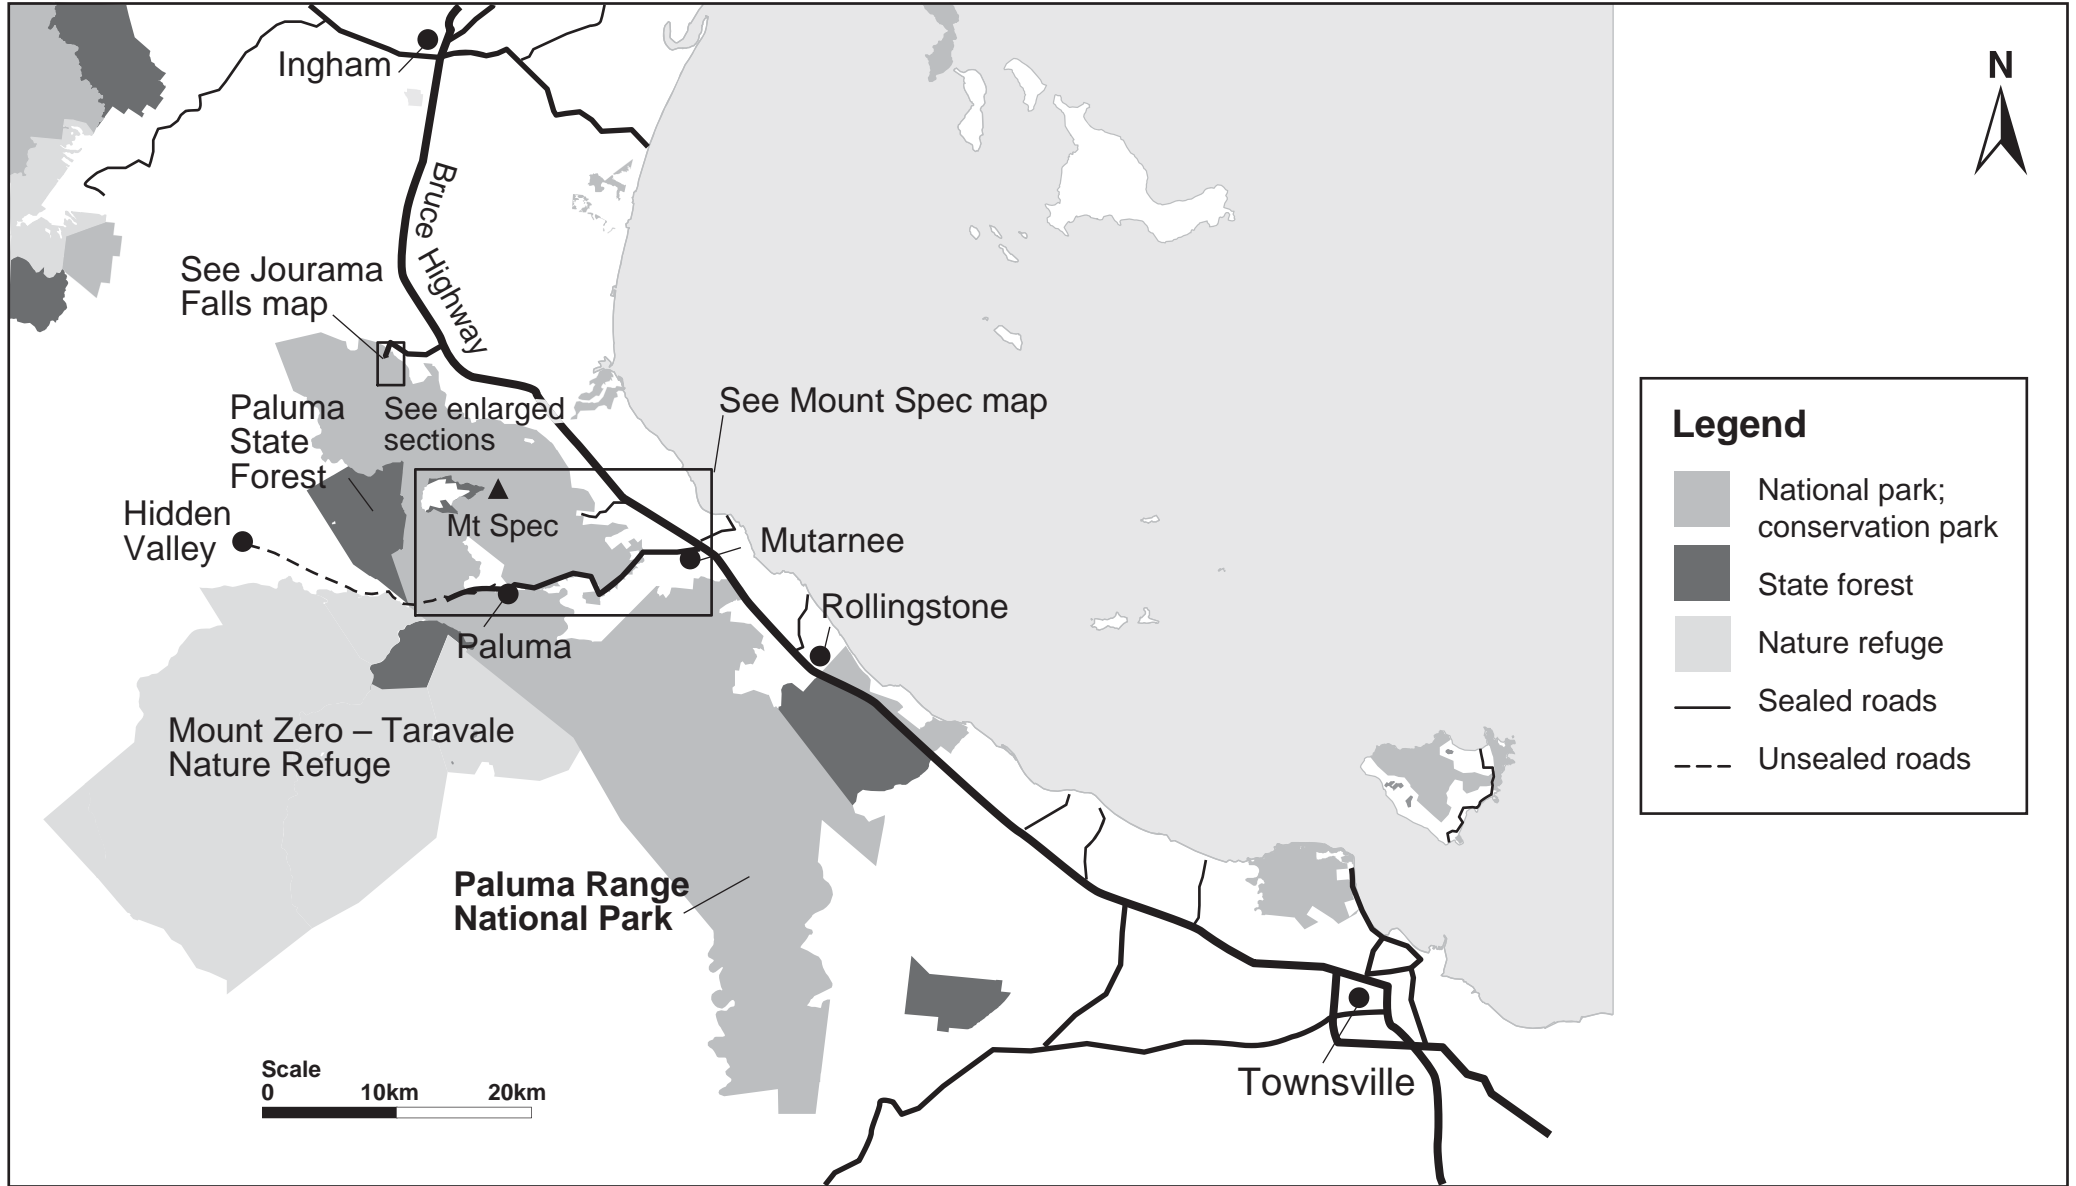 Ingham
N
Bruce Highway
See Jourama
Falls map
Paluma
State
Forest
See enlarged
sections
See Mount Spec map
Hidden
Valley
Mt Spec
Mutarnee
Rollingstone
Paluma
Mount Zero – Taravale
Nature Refuge
Paluma Range
National Park
Townsville
Scale
0 10km 20km
Legend
National park;
conservation park
State forest
Nature refuge
Sealed roads
Unsealed roads